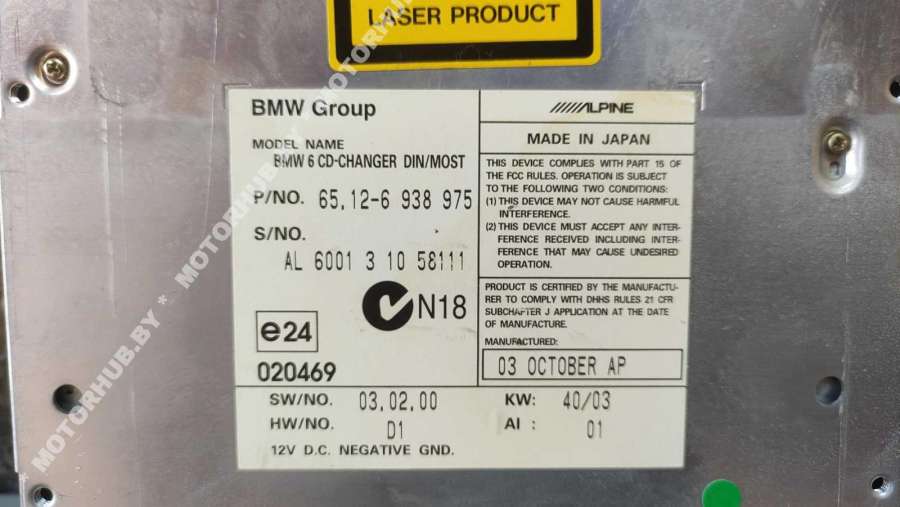 LASER PRODUCT
BMW Group
MODEL NAME
BMW 6 CD-CHANGER DIN/MOST
P/NO. 65.12-6 938 975
S/NO.
AL 6001 3 10 58111
N18
e24
020469
ALPINE
MADE IN JAPAN
THIS DEVICE COMPLIES WITH PART 15 OF
THE FCC RULES. OPERATION IS SUBJECT
TO THE FOLLOWING TWO CONDITIONS:
(1) THIS DEVICE MAY NOT CAUSE HARMFUL
INTERFERENCE.
(2) THIS DEVICE MUST ACCEPT ANY INTER-
FERENCE RECEIVED INCLUDING INTER-
FERENCE THAT MAY CAUSE UNDESIRED
OPERATION.
PRODUCT IS CERTIFIED BY THE MANUFACTU-
RER TO COMPLY WITH DHHS RULES 21 CFR
SUBCHAPTER J APPLICATION AT THE DATE
OF MANUFACTURE.
MANUFACTURED:
03 OCTOBER AP
SW/NO. 03.02.00
HW/NO. D1
12V D.C. NEGATIVE GND.
KW: 40/03
AI : 01
MOTORHUB.BY * MOTORHUB.BY * MOTORHUB